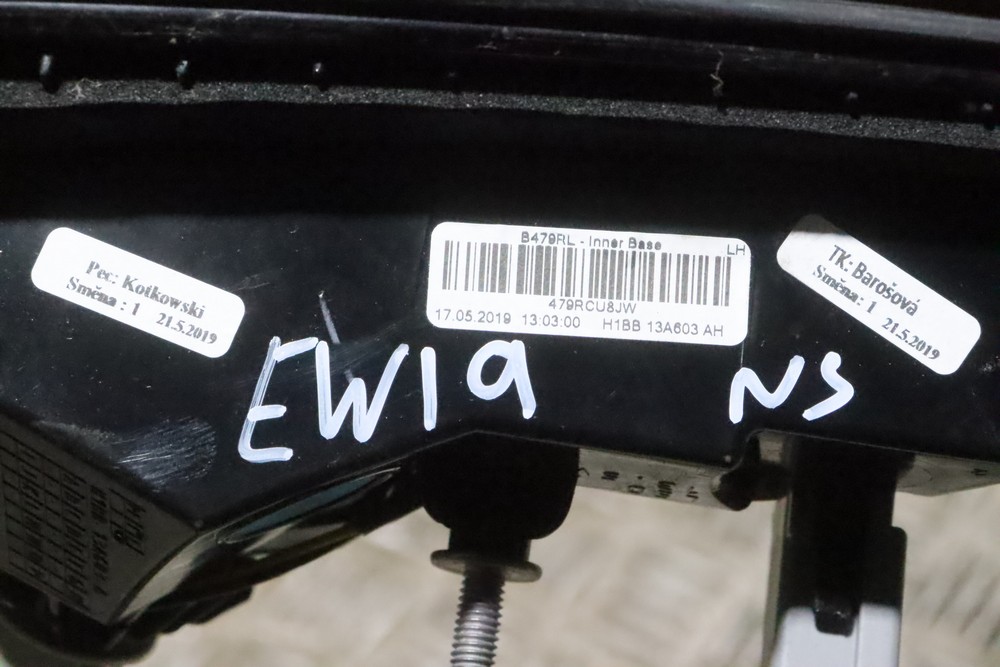 B479RL - Inner Base LH
479RCU8JW
17.05.2019 13:03:00 H1BB 13A603 AH
Pec: Kotkowski
Směna : 1 21.5.2019
TK: Barošová
Směna: 1 21.5.2019
EW19 NS